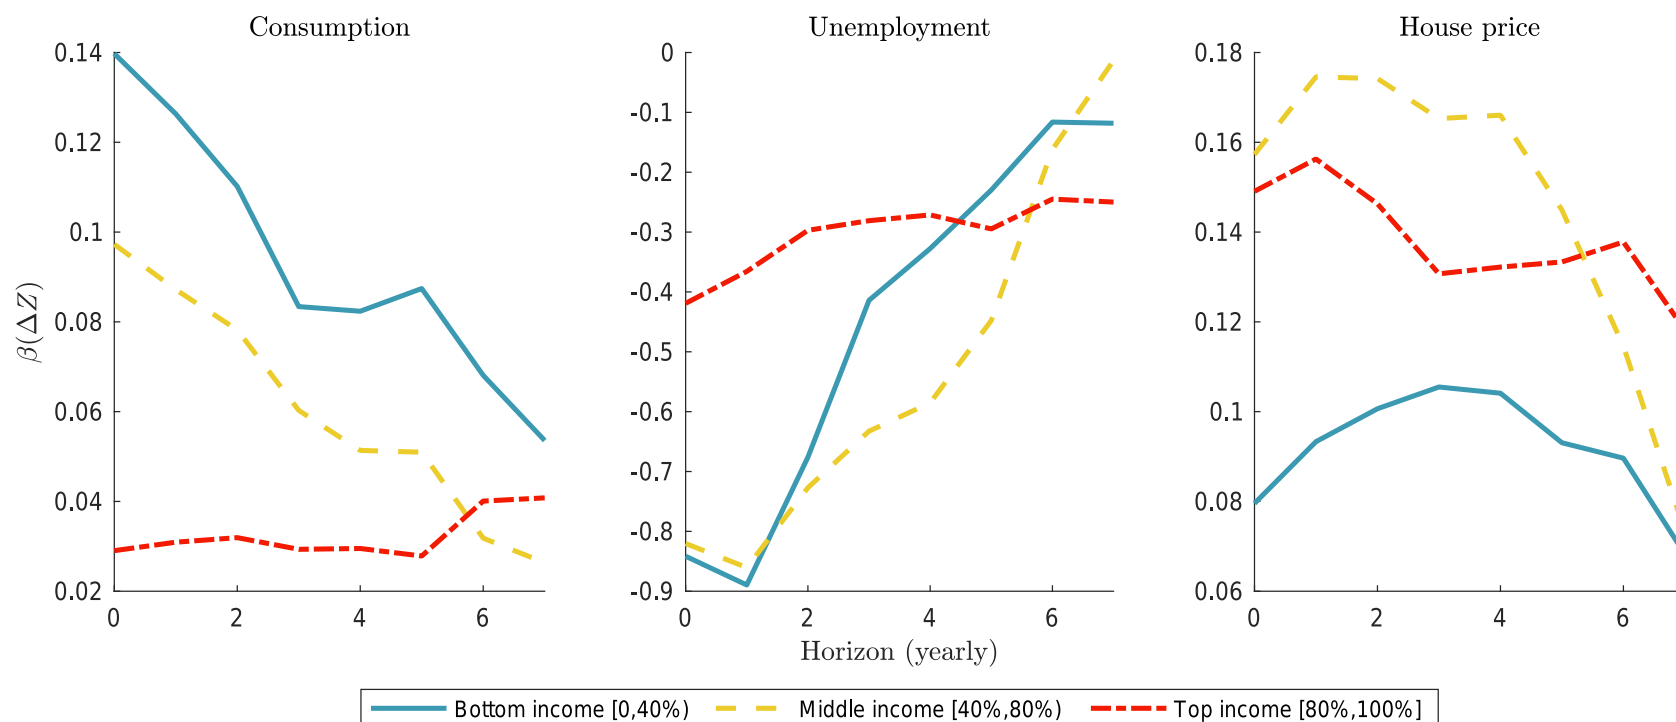 Consumption
Unemployment
House price
0.14
0.12
0.1
0.08
0.06
0.04
0.02
0 2 4 6
β(ΔZ)
0
-0.1
-0.2
-0.3
-0.4
-0.5
-0.6
-0.7
-0.8
-0.9
0 2 4 6
Horizon (yearly)
0.18
0.16
0.14
0.12
0.1
0.08
0.06
0 2 4 6
Bottom income [0,40%)
Middle income [40%,80%)
Top income [80%,100%]